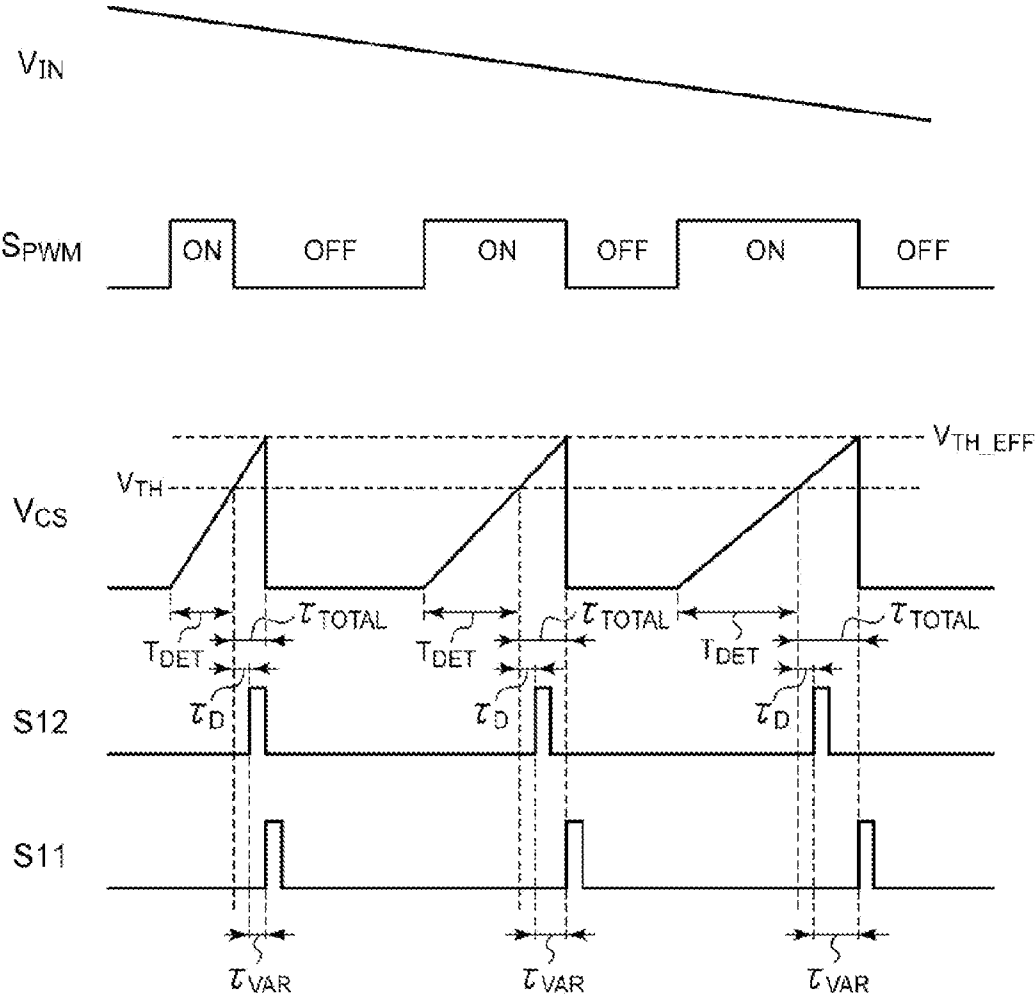 VIN
SPWM ON OFF ON OFF ON OFF
VTH_EFF
VTH
VCS
τTOTAL τTOTAL τTOTAL
TDET TDET TDET
τD τD τD
S12
S11
τVAR τVAR τVAR